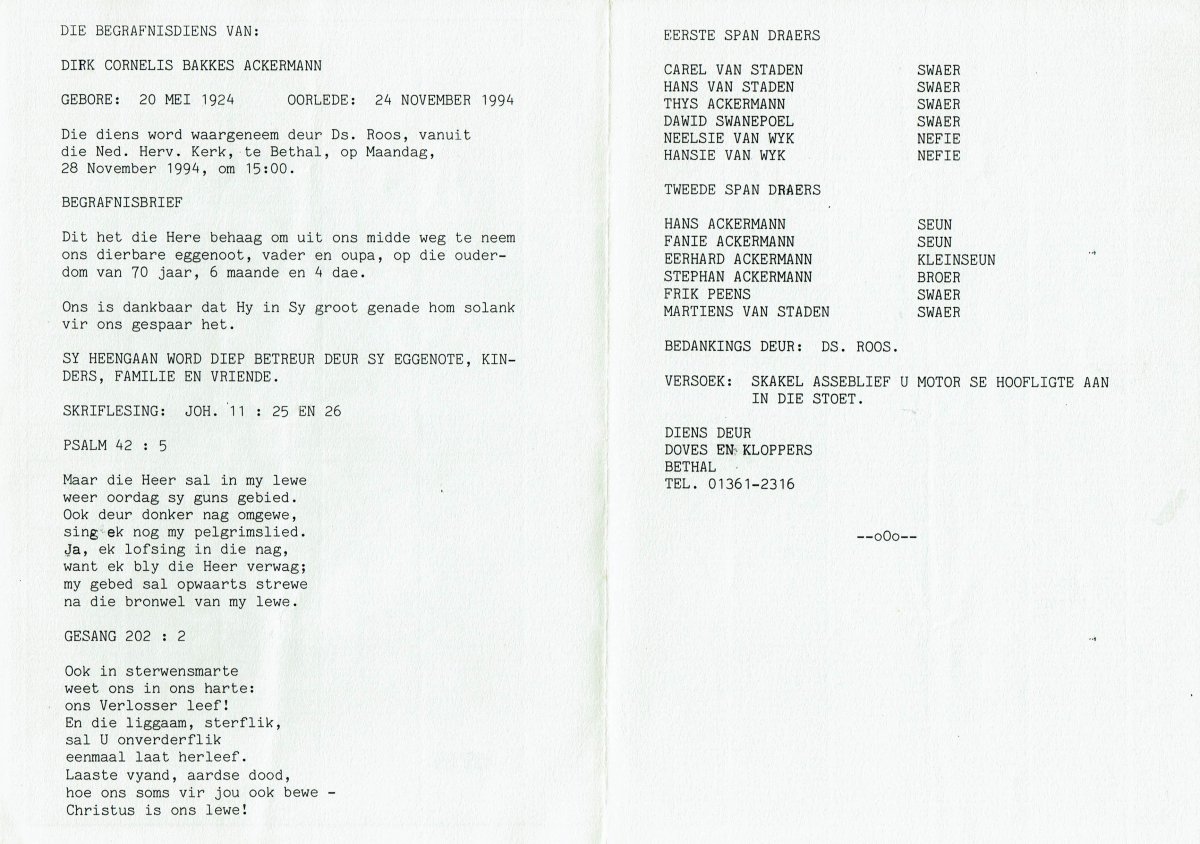 DIE BEGRAFNISDIENS VAN:
DIRK CORNELIS BAKKES ACKERMANN
GEBORE: 20 MEI 1924 OORLEDE: 24 NOVEMBER 1994
Die diens word waargeneem deur Ds. Roos, vanuit
die Ned. Herv. Kerk, te Bethal, op Maandag,
28 November 1994, om 15:00.
BEGRAFNISBRIEF
Dit het die Here behaag om uit ons midde weg te neem
ons dierbare eggenoot, vader en oupa, op die ouder-
dom van 70 jaar, 6 maande en 4 dae.
Ons is dankbaar dat Hy in Sy groot genade hom solank
vir ons gespaar het.
SY HEENGAAN WORD DIEP BETREUR DEUR SY EGGENOTE, KIN-
DERS, FAMILIE EN VRIENDE.
SKRIFLESING: JOH. 11 : 25 EN 26
PSALM 42 : 5
Maar die Heer sal in my lewe
weer oordag sy guns gebied.
Ook deur donker nag omgewe,
sing ek nog my pelgrimslied.
Ja, ek lofsing in die nag,
want ek bly die Heer verwag;
my gebed sal opwaarts strewe
na die bronwel van my lewe.
GESANG 202 : 2
Ook in sterwensmarte
weet ons in ons harte:
ons Verlosser leef!
En die liggaam, sterflik,
sal U onverderflik
eenmaal laat herleef.
Laaste vyand, aardse dood,
hoe ons soms vir jou ook bewe -
Christus is ons lewe!
EERSTE SPAN DRAERS
CAREL VAN STADEN SWAER
HANS VAN STADEN SWAER
THYS ACKERMANN SWAER
DAWID SWANEPOEL SWAER
NEELSIE VAN WYK NEFIE
HANSIE VAN WYK NEFIE
TWEEDE SPAN DRAERS
HANS ACKERMANN SEUN
FANIE ACKERMANN SEUN
EERHARD ACKERMANN KLEINSEUN
STEPHAN ACKERMANN BROER
FRIK PEENS SWAER
MARTIENS VAN STADEN SWAER
BEDANKINGS DEUR: DS. ROOS.
VERSOEK: SKAKEL ASSEBLIEF U MOTOR SE HOOFLIGTE AAN
IN DIE STOET.
DIENS DEUR
DOVES EN KLOPPERS
BETHAL
TEL. 01361-2316
--oOo--